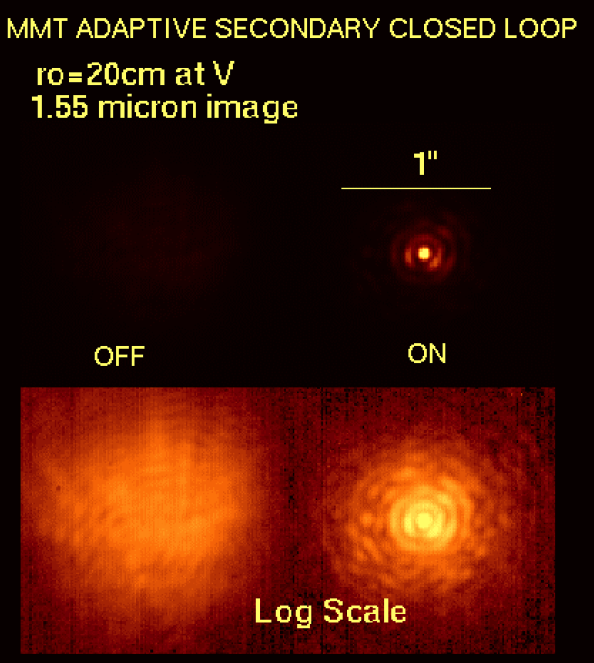 MMT ADAPTIVE SECONDARY CLOSED LOOP
ro=20cm at V
1.55 micron image
1"
OFF
ON
Log Scale